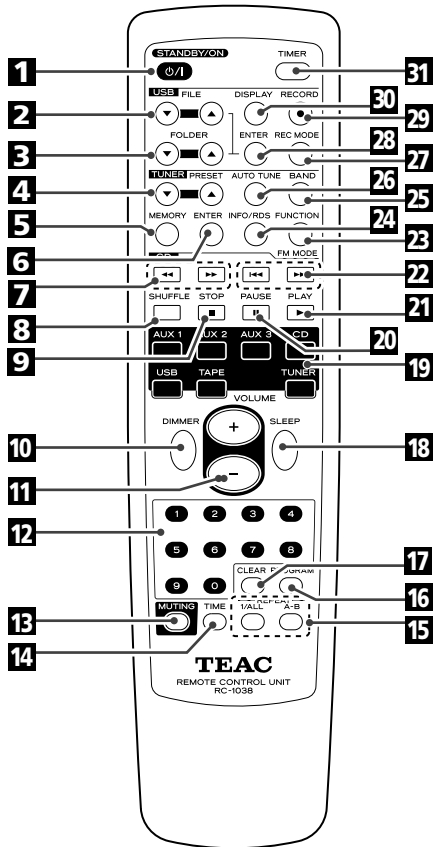 STANDBY/ON TIMER
1 31
USB FILE DISPLAY RECORD
2 30 29
FOLDER ENTER REC MODE
3 28 27
TUNER PRESET AUTO TUNE BAND
4 26 25
MEMORY ENTER INFO/RDS FUNCTION
5 6 24 23
CD FM MODE
7 22
SHUFFLE STOP PAUSE PLAY
8 9 20 21
AUX 1 AUX 2 AUX 3 CD
19
USB TAPE TUNER
VOLUME
DIMMER + SLEEP
10 18
11 −
1 2 3 4
12
5 6 7 8
CLEAR PROGRAM
17
9 0
16
REPEAT
MUTING TIME 1/ALL A-B
13 14 15
TEAC
REMOTE CONTROL UNIT
RC-1038